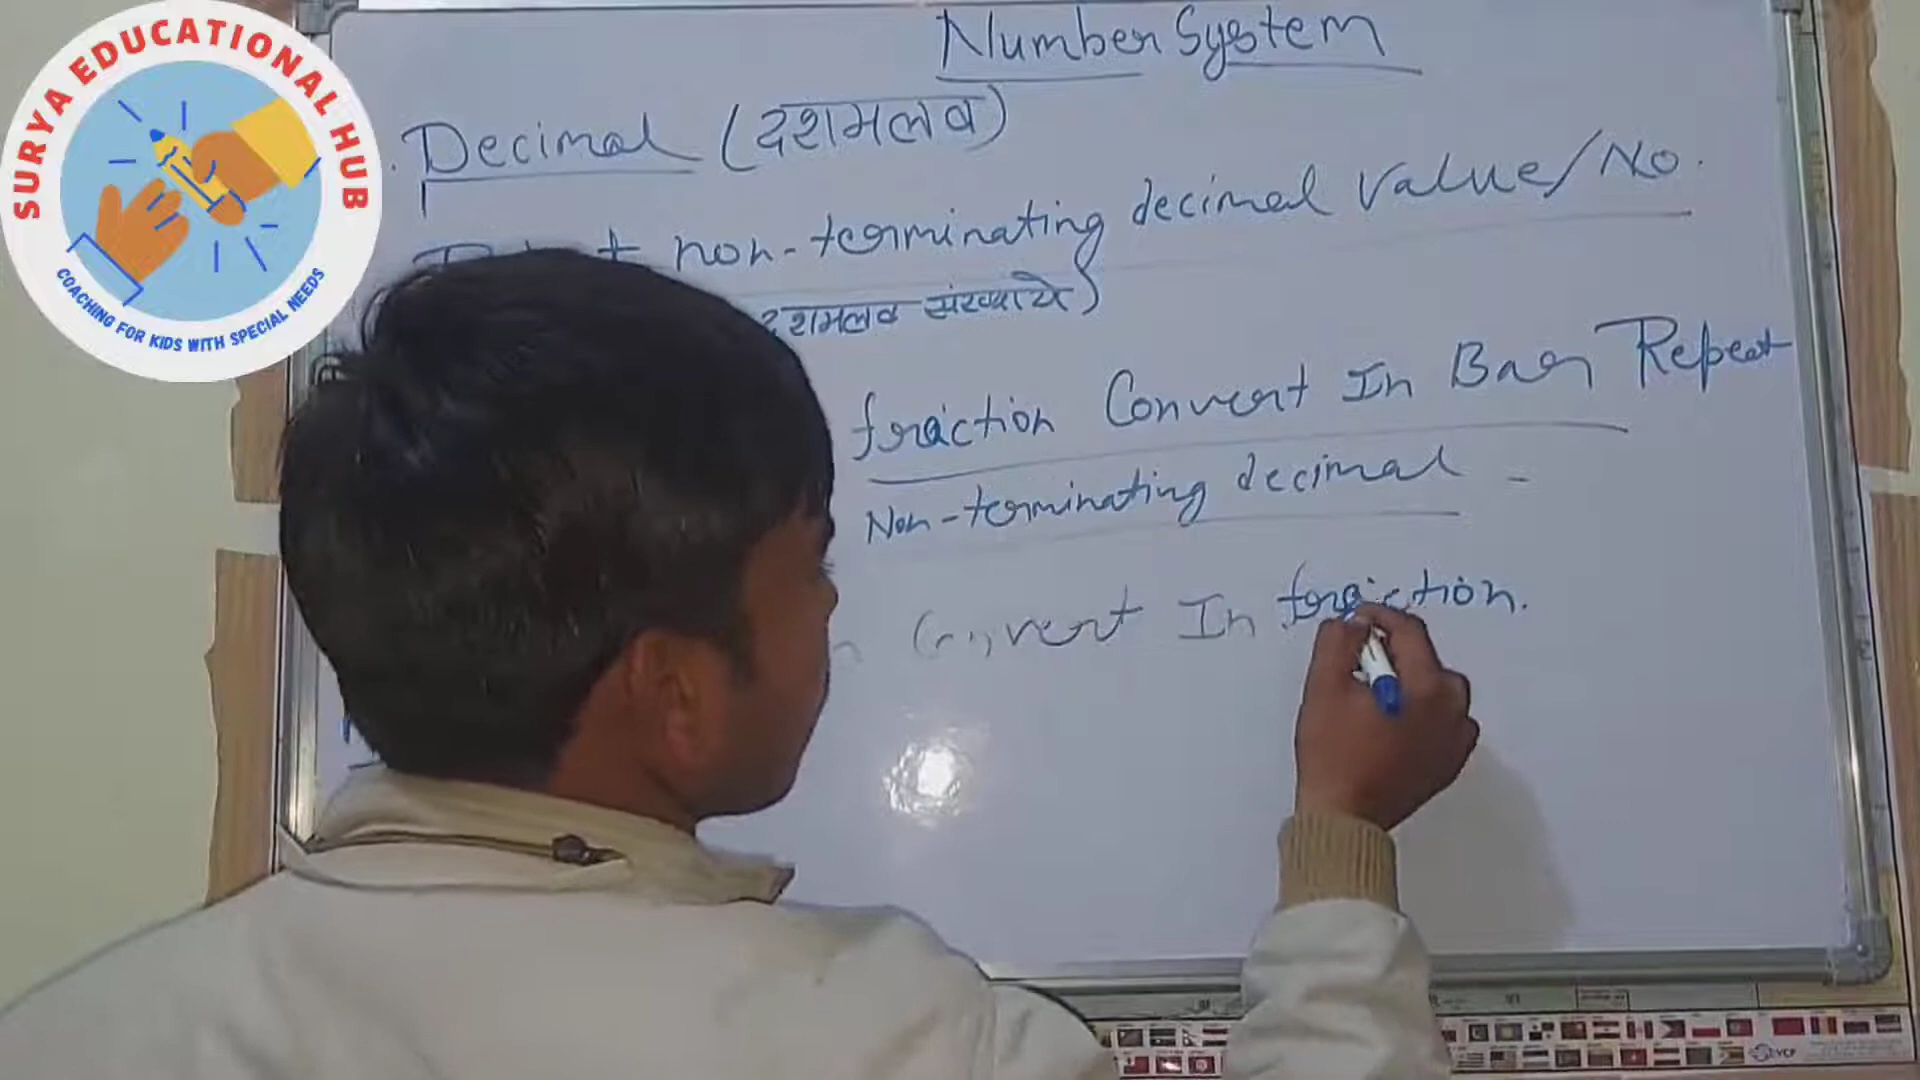 SURYA EDUCATIONAL HUB
COACHING FOR KIDS WITH SPECIAL NEEDS
Number System
Decimal (दशमलव)
non-terminating decimal value/No.
दशमलव संख्याये)
fraction Convert In Bar Repeat
Non-terminating decimal -
Convert In fraction.